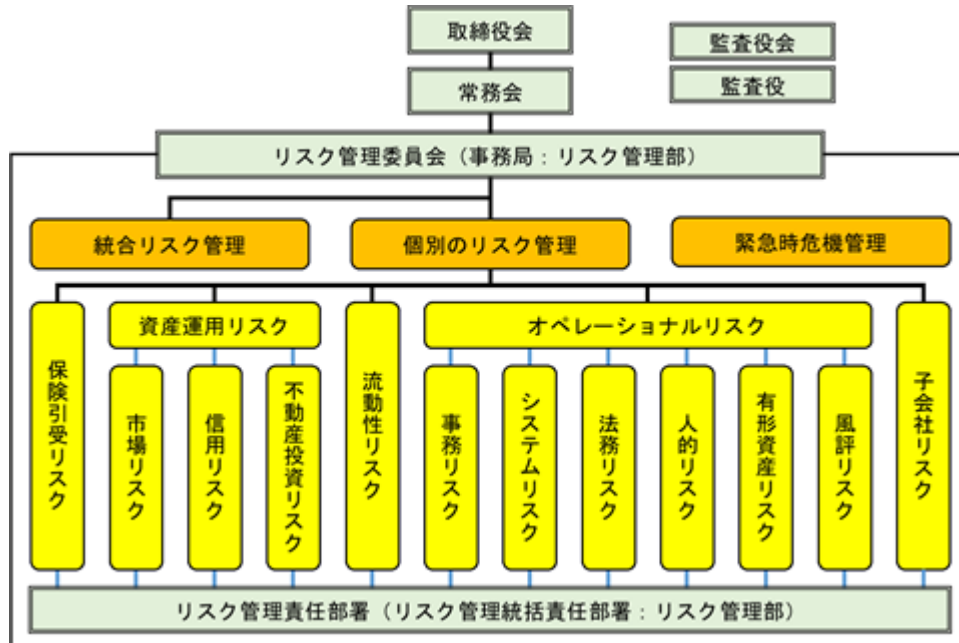 取締役会
監査役会
常務会
監査役
リスク管理委員会（事務局：リスク管理部）
統合リスク管理
個別のリスク管理
緊急時危機管理
保険引受リスク
資産運用リスク
市場リスク
信用リスク
不動産投資リスク
流動性リスク
オペレーショナルリスク
事務リスク
システムリスク
法務リスク
人的リスク
有形資産リスク
風評リスク
子会社リスク
リスク管理責任部署（リスク管理統括責任部署：リスク管理部）